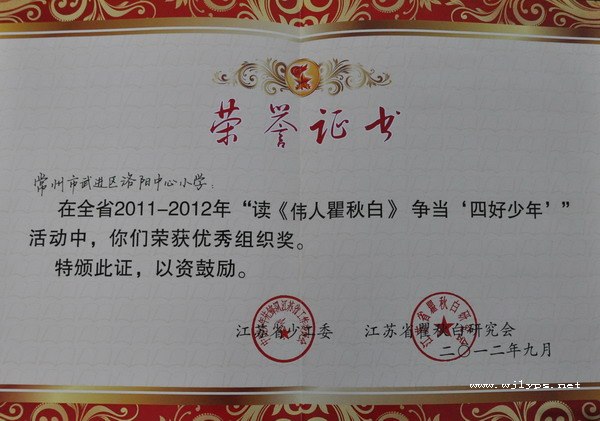 荣誉证书
常州市武进区洛阳中心小学：
在全省2011-2012年“读《伟人瞿秋白》争当‘四好少年’”
活动中，你们荣获优秀组织奖。
特颁此证，以资鼓励。
江苏省少工委 江苏省瞿秋白研究会
二〇一二年九月
www.wjlyps.net